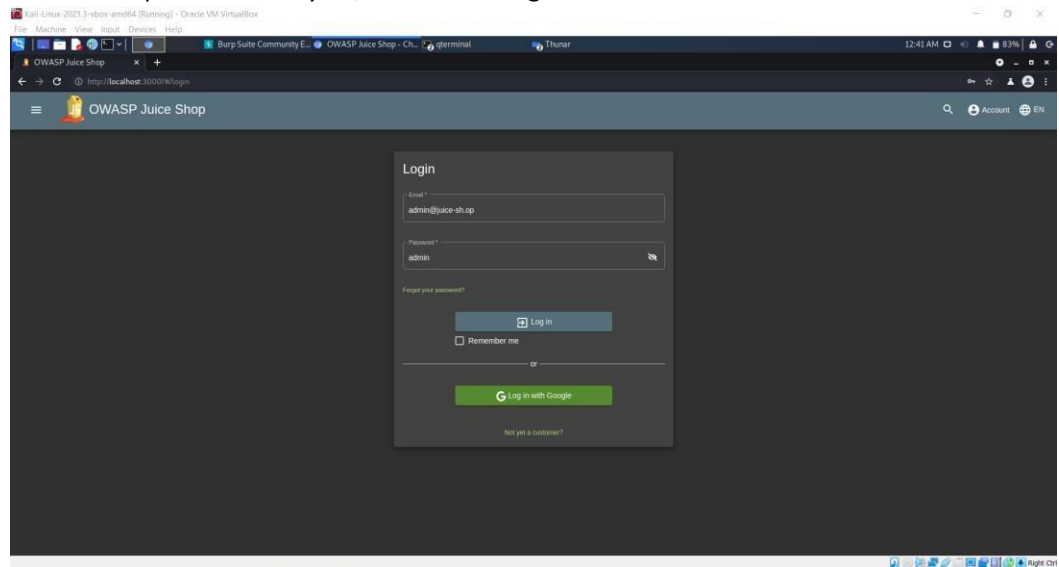 Kali-Linux-2021.3-vbox-amd64 [Running] - Oracle VM VirtualBox
File Machine View Input Devices Help
Burp Suite Community E... OWASP Juice Shop - Ch... qterminal Thunar 12:41 AM 83%
OWASP Juice Shop
http://localhost:3000/#/login
OWASP Juice Shop Account EN
Login
Email *
admin@juice-sh.op
Password *
admin
Forgot your password?
Log in
Remember me
or
G Log in with Google
Not yet a customer?
Right Ctrl